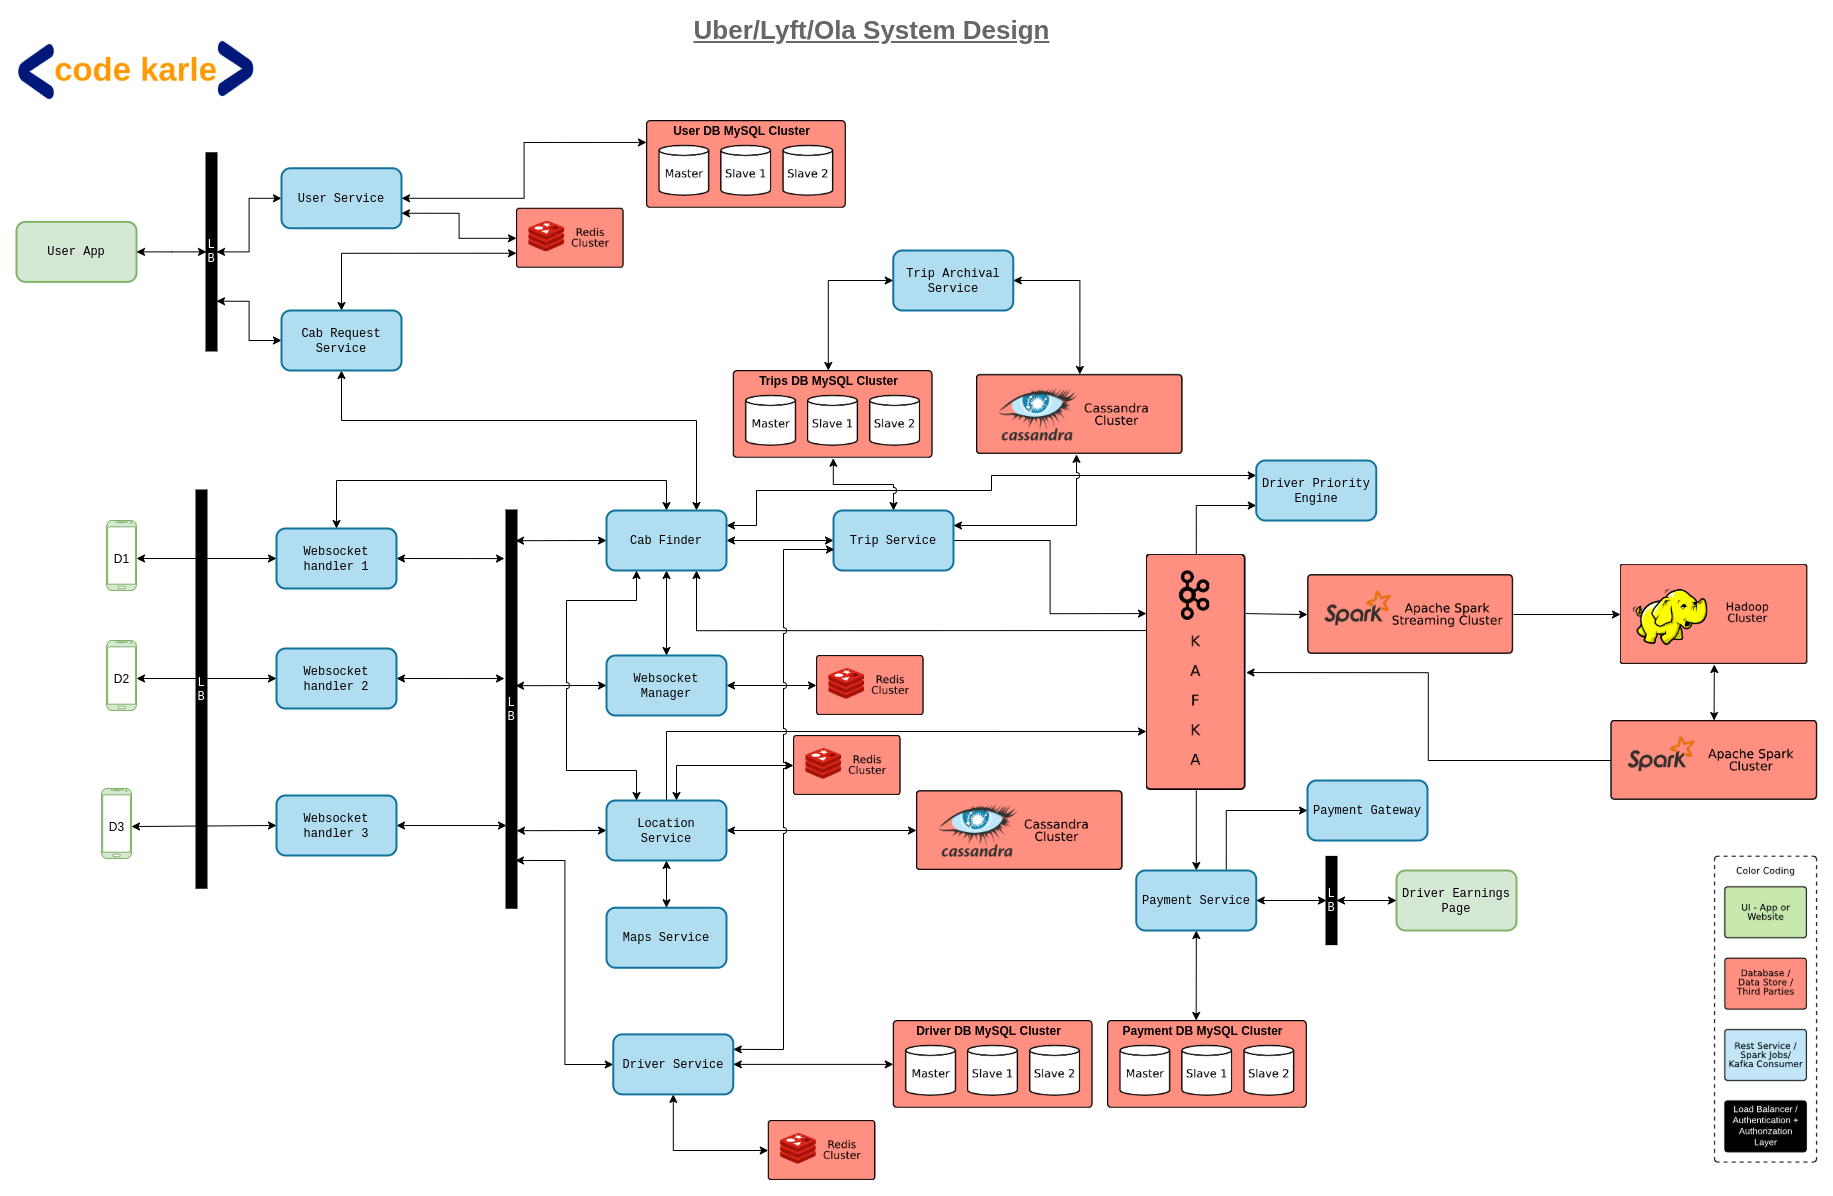 Uber/Lyft/Ola System Design
code karle
User DB MySQL Cluster
Master
Slave 1
Slave 2
User Service
L
B
User App
Redis
Cluster
Cab Request
Service
Trip Archival
Service
Trips DB MySQL Cluster
Master
Slave 1
Slave 2
cassandra
Cassandra
Cluster
Driver Priority
Engine
D1
D2
D3
L
B
Websocket
handler 1
Websocket
handler 2
Websocket
handler 3
L
B
Cab Finder
Trip Service
Websocket
Manager
Redis
Cluster
Redis
Cluster
Location
Service
cassandra
Cassandra
Cluster
Maps Service
K
A
F
K
A
Spark
Apache Spark
Streaming Cluster
Hadoop
Cluster
Spark
Apache Spark
Cluster
Payment Gateway
Payment Service
L
B
Driver Earnings
Page
Driver Service
Driver DB MySQL Cluster
Master
Slave 1
Slave 2
Payment DB MySQL Cluster
Master
Slave 1
Slave 2
Redis
Cluster
Color Coding
UI - App or
Website
Database /
Data Store /
Third Parties
Rest Service /
Spark Jobs/
Kafka Consumer
Load Balancer /
Authentication +
Authorization
Layer